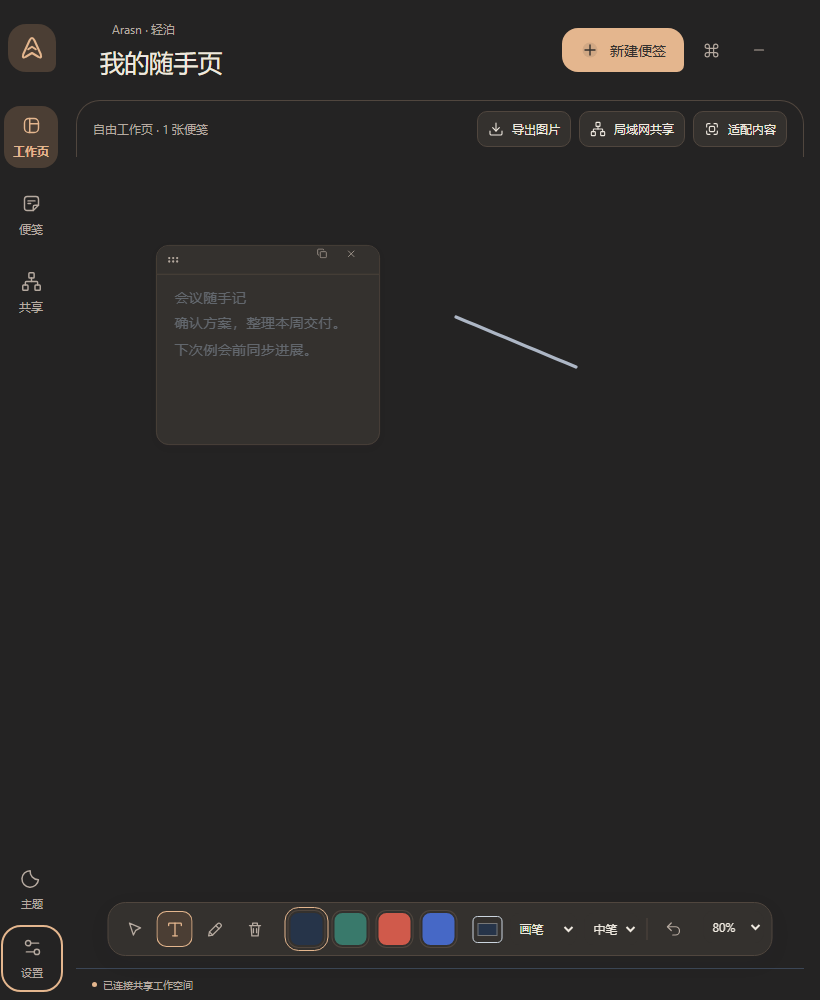 Arasn · 轻泊
我的随手页
新建便签
自由工作页 · 1 张便笺
导出图片
局域网共享
适配内容
工作页
便笺
共享
会议随手记
确认方案，整理本周交付。
下次例会前同步进展。
主题
设置
画笔
中笔
80%
已连接共享工作空间